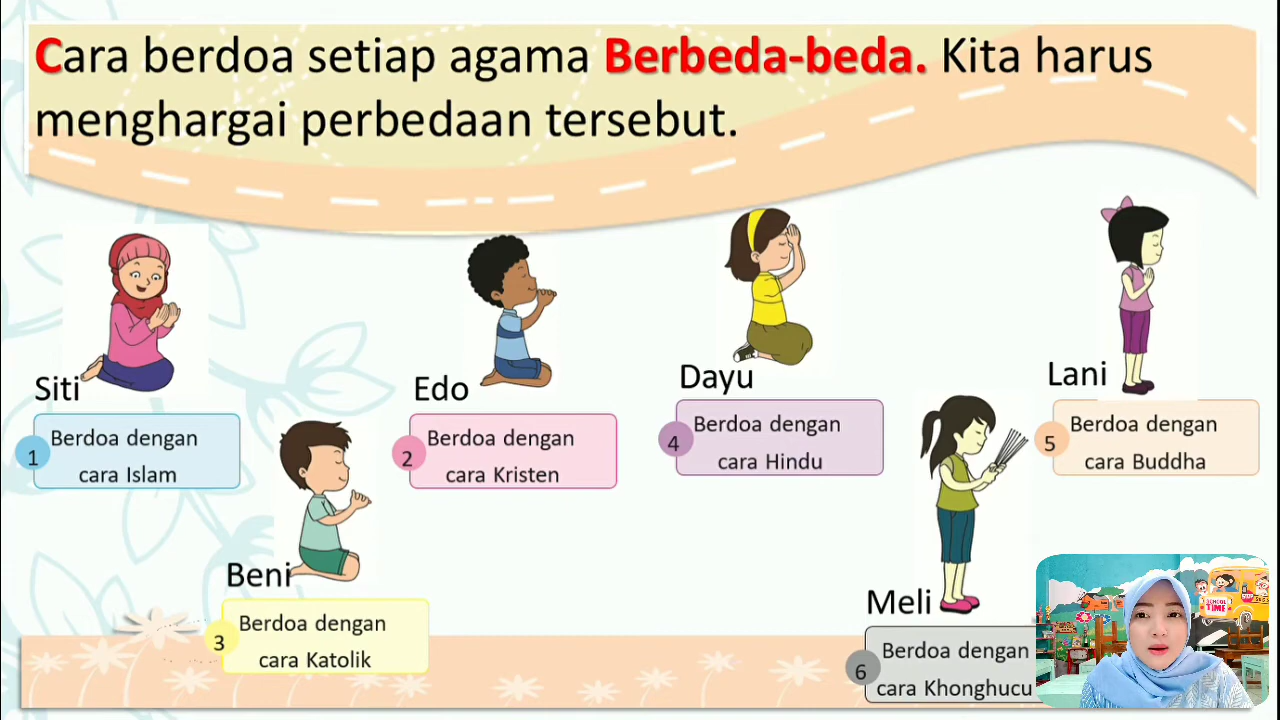 Cara berdoa setiap agama Berbeda-beda. Kita harus
menghargai perbedaan tersebut.
Siti
1
Berdoa dengan
cara Islam
Edo
2
Berdoa dengan
cara Kristen
Beni
3
Berdoa dengan
cara Katolik
Dayu
4
Berdoa dengan
cara Hindu
Lani
5
Berdoa dengan
cara Buddha
Meli
6
Berdoa dengan
cara Khonghucu
SCHOOL
TIME